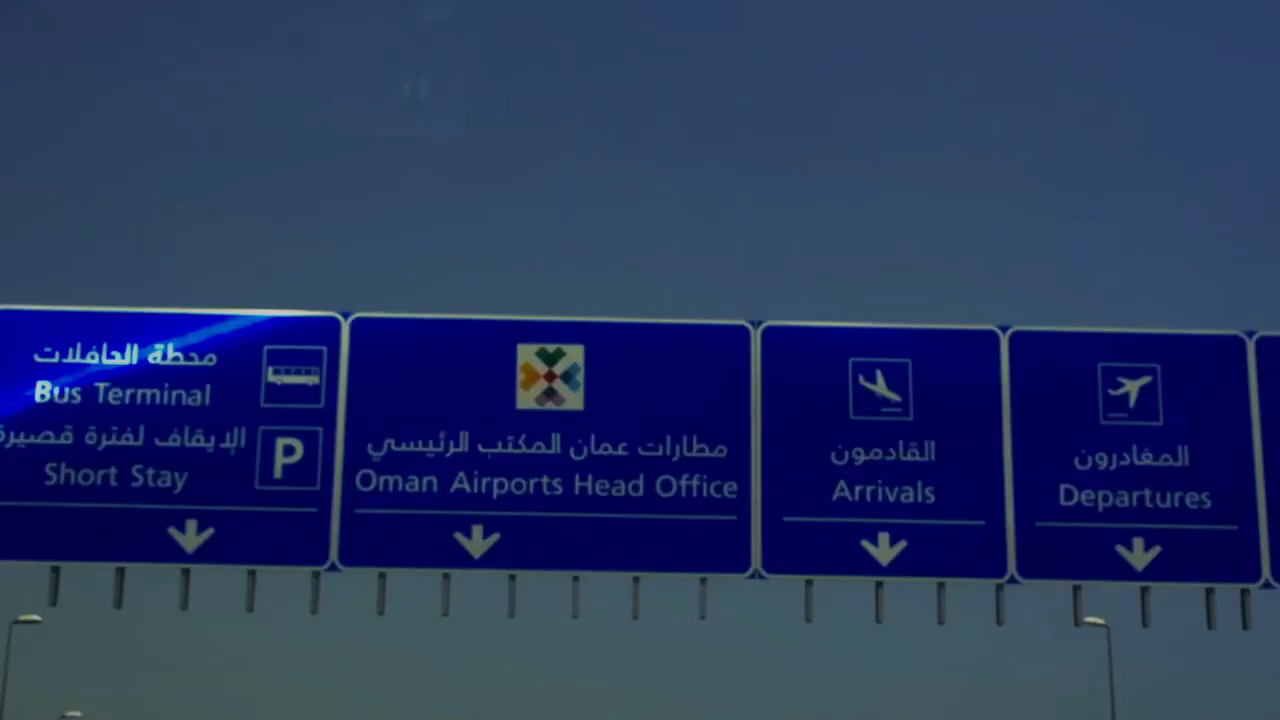 محطة الحافلات
Bus Terminal
الإيقاف لفترة قصيرة
Short Stay
P
مطارات عمان المكتب الرئيسي
Oman Airports Head Office
القادمون
Arrivals
المغادرون
Departures